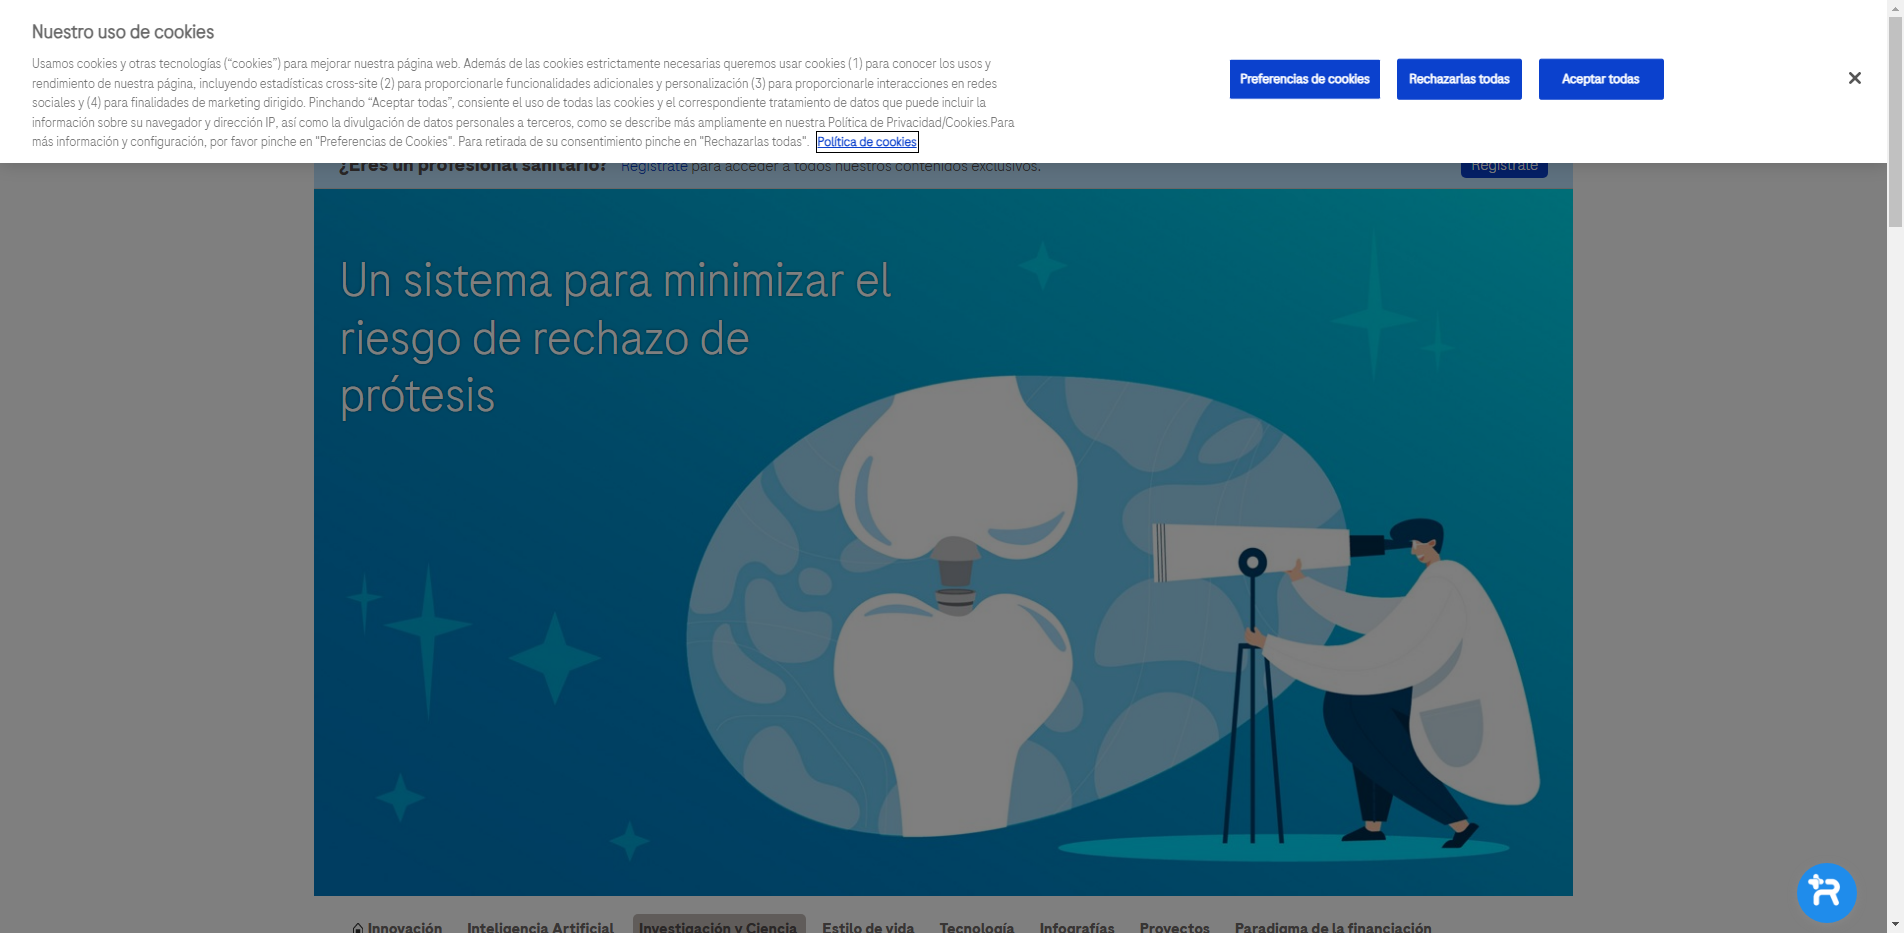 Nuestro uso de cookies
Usamos cookies y otras tecnologías (“cookies”) para mejorar nuestra página web. Además de las cookies estrictamente necesarias queremos usar cookies (1) para conocer los usos y
rendimiento de nuestra página, incluyendo estadísticas cross-site (2) para proporcionarle funcionalidades adicionales y personalización (3) para proporcionarle interacciones en redes
sociales y (4) para finalidades de marketing dirigido. Pinchando “Aceptar todas”, consiente el uso de todas las cookies y el correspondiente tratamiento de datos que puede incluir la
información sobre su navegador y dirección IP, así como la divulgación de datos personales a terceros, como se describe más ampliamente en nuestra Política de Privacidad/Cookies.Para
más información y configuración, por favor pinche en "Preferencias de Cookies". Para retirada de su consentimiento pinche en "Rechazarlas todas". Política de cookies
Preferencias de cookies
Rechazarlas todas
Aceptar todas
¿Eres un profesional sanitario? Regístrate para acceder a todos nuestros contenidos exclusivos.
Regístrate
Un sistema para minimizar el
riesgo de rechazo de
prótesis
Innovación Inteligencia Artificial Investigación y Ciencia Estilo de vida Tecnología Infografías Proyectos Paradigma de la financiación